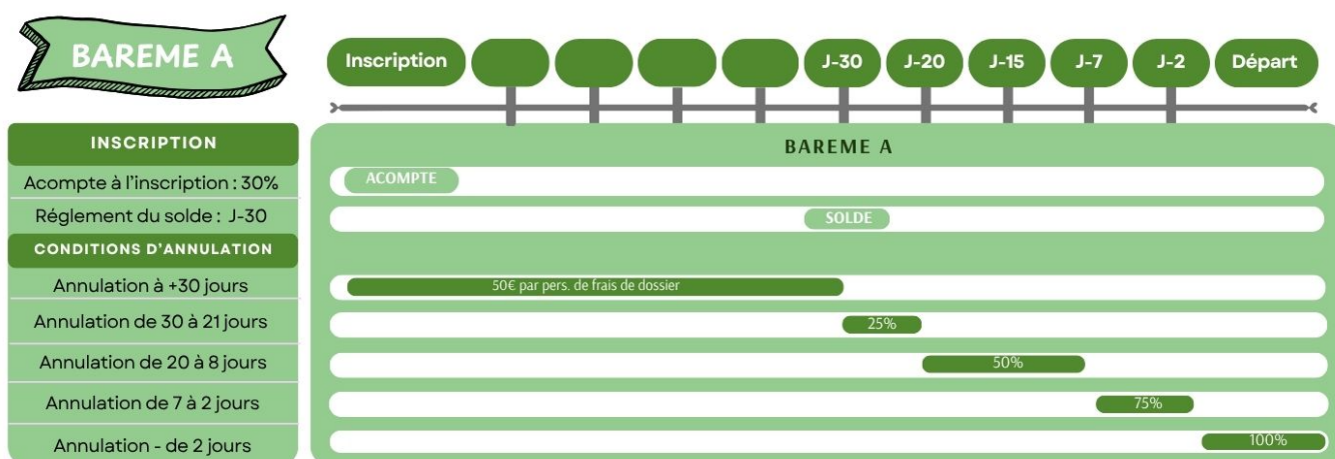 BAREME A
Inscription J-30 J-20 J-15 J-7 J-2 Départ
INSCRIPTION
BAREME A
Acompte à l'inscription : 30%
ACOMPTE
Réglement du solde : J-30
SOLDE
CONDITIONS D'ANNULATION
Annulation à +30 jours
50€ par pers. de frais de dossier
Annulation de 30 à 21 jours
25%
Annulation de 20 à 8 jours
50%
Annulation de 7 à 2 jours
75%
Annulation - de 2 jours
100%